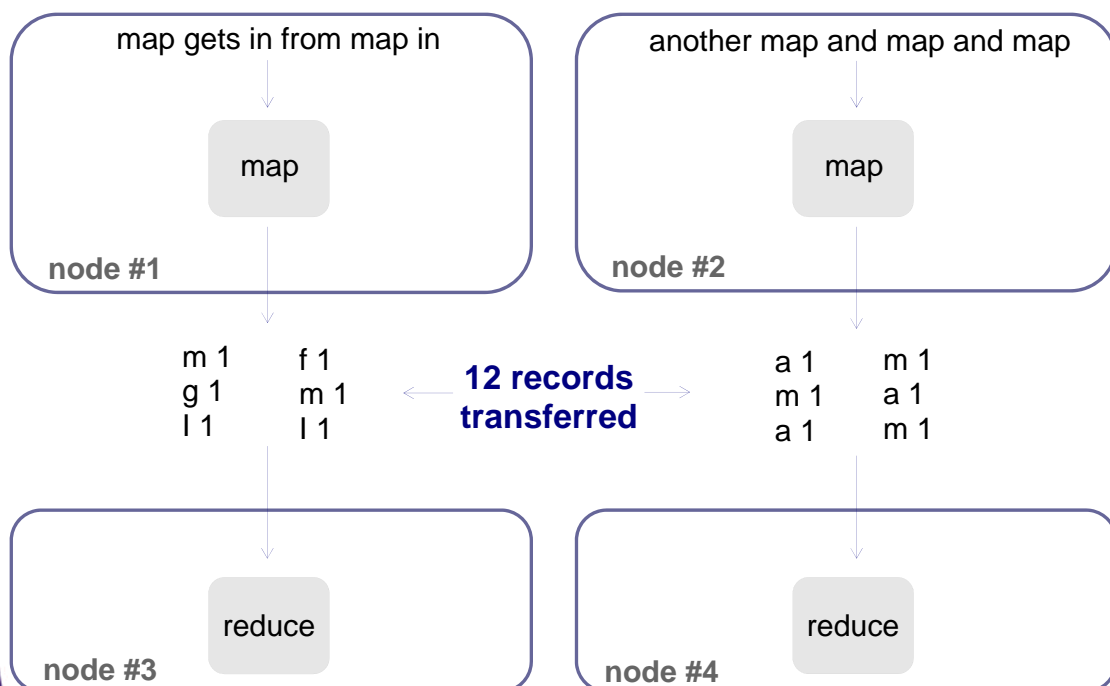 map gets in from map in
another map and map and map
map
map
node #1
node #2
m 1 f 1
g 1 m 1
I 1 I 1
12 records
transferred
a 1 m 1
m 1 a 1
a 1 m 1
reduce
reduce
node #3
node #4